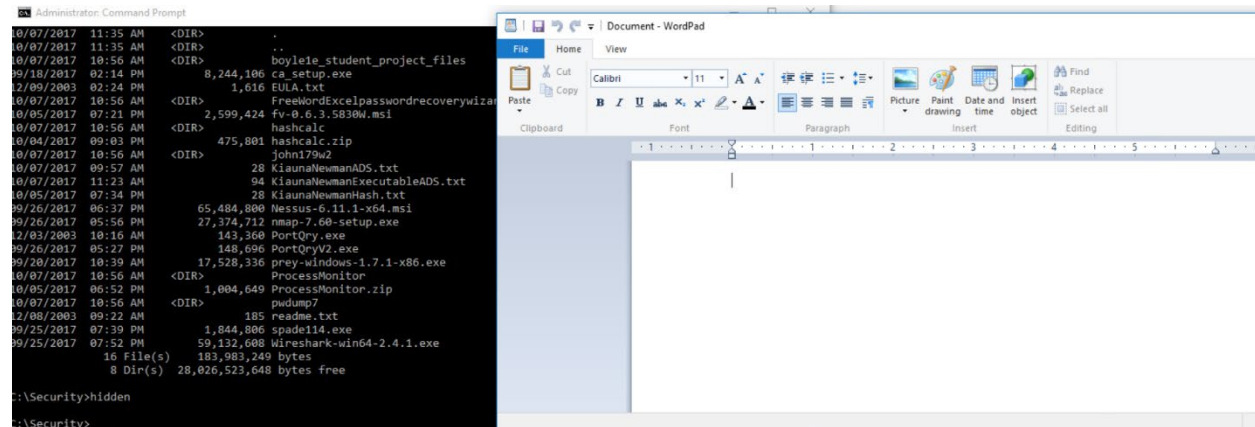 Administrator: Command Prompt
10/07/2017 11:35 AM <DIR> .
10/07/2017 11:35 AM <DIR> ..
10/07/2017 10:56 AM <DIR> boyle1e_student_project_files
09/18/2017 02:14 PM 8,244,106 ca_setup.exe
12/09/2003 02:24 PM 1,616 EULA.txt
10/07/2017 10:56 AM <DIR> FreeWordExcelpasswordrecoverywizar
10/05/2017 07:21 PM 2,599,424 fv-0.6.3.5830W.msi
10/07/2017 10:56 AM <DIR> hashcalc
10/04/2017 09:03 PM 475,801 hashcalc.zip
10/07/2017 10:56 AM <DIR> john179w2
10/07/2017 09:57 AM 28 KiaunaNewmanADS.txt
10/07/2017 11:23 AM 94 KiaunaNewmanExecutableADS.txt
10/05/2017 07:34 PM 28 KiaunaNewmanHash.txt
09/26/2017 06:37 PM 65,484,800 Nessus-6.11.1-x64.msi
09/26/2017 05:56 PM 27,374,712 nmap-7.60-setup.exe
12/03/2003 10:16 AM 143,360 PortQry.exe
09/26/2017 05:27 PM 148,696 PortQryV2.exe
09/20/2017 10:39 AM 17,528,336 prey-windows-1.7.1-x86.exe
10/07/2017 10:56 AM <DIR> ProcessMonitor
10/05/2017 06:52 PM 1,004,649 ProcessMonitor.zip
10/07/2017 10:56 AM <DIR> pwdump7
12/08/2003 09:22 AM 185 readme.txt
09/25/2017 07:39 PM 1,844,806 spade114.exe
09/25/2017 07:52 PM 59,132,608 Wireshark-win64-2.4.1.exe
16 File(s) 183,983,249 bytes
8 Dir(s) 28,026,523,648 bytes free
C:\Security>hidden
C:\Security>
Document - WordPad
File Home View
Cut
Copy
Paste
Calibri 11 A A
B I U abc X₂ X² A
Picture
Paint drawing
Date and time
Insert object
Find
Replace
Select all
Clipboard Font Paragraph Insert Editing
1 1 2 3 4 5